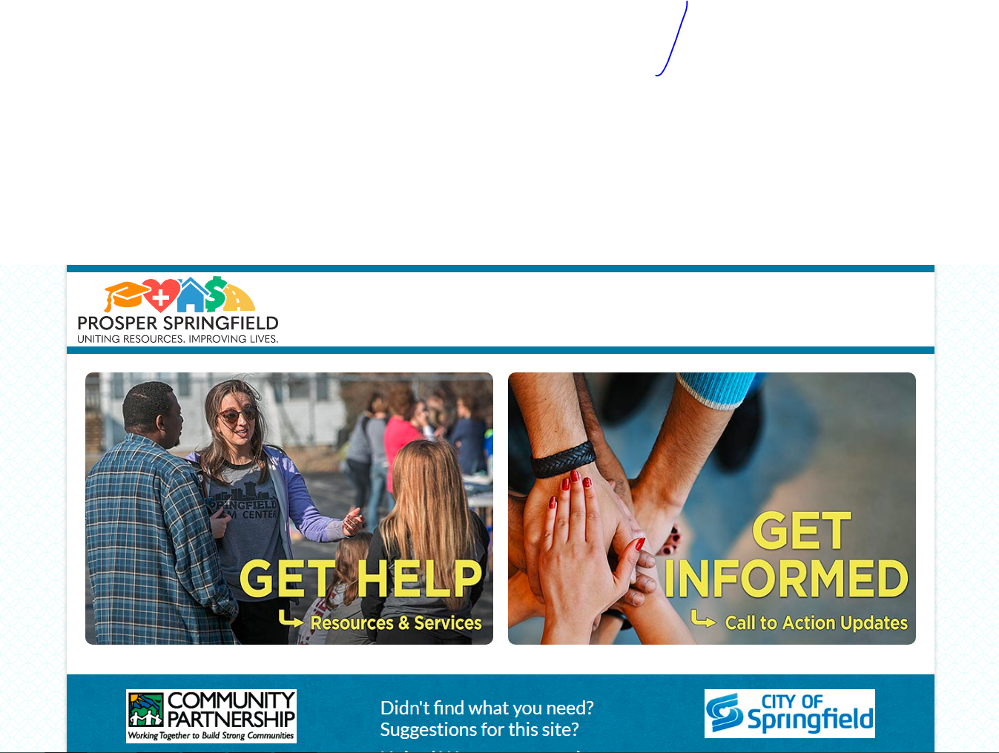 PROSPER SPRINGFIELD
UNITING RESOURCES. IMPROVING LIVES.
SPRINGFIELD
CENTER
GET HELP
Resources & Services
GET
INFORMED
Call to Action Updates
COMMUNITY
PARTNERSHIP
Working Together to Build Strong Communities
Didn't find what you need?
Suggestions for this site?
CITY OF
Springfield